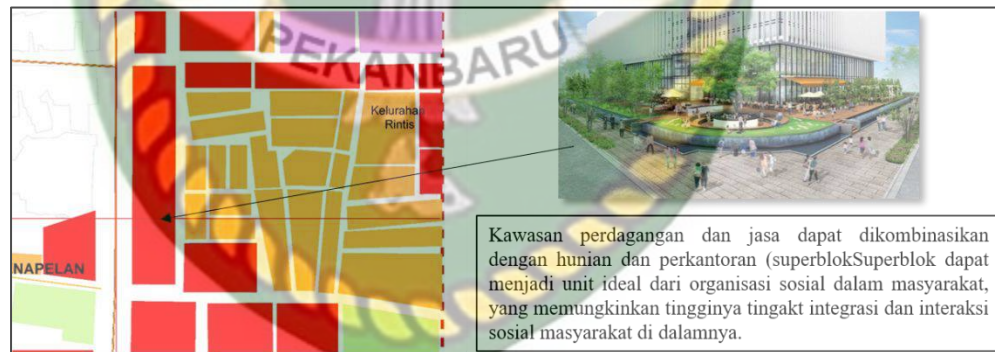 PEKANBARU
Kelurahan
Rintis
NAPELAN
Kawasan perdagangan dan jasa dapat dikombinasikan
dengan hunian dan perkantoran (superblokSuperblok dapat
menjadi unit ideal dari organisasi sosial dalam masyarakat,
yang memungkinkan tingginya tingakt integrasi dan interaksi
sosial masyarakat di dalamnya.